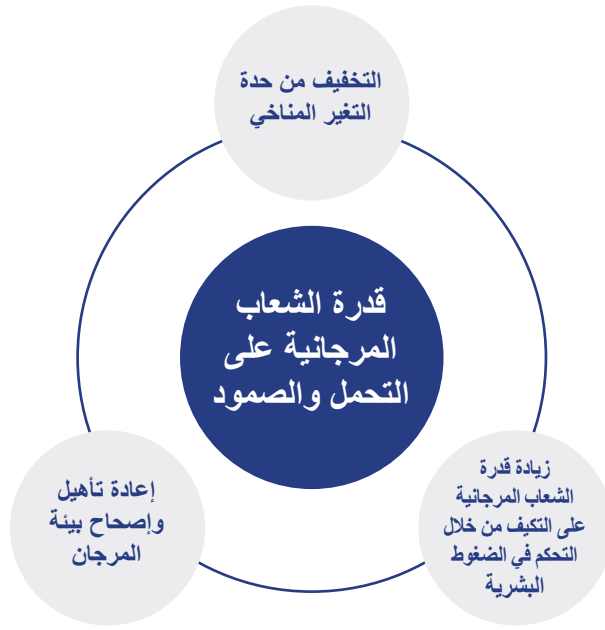 التخفيف من حدة
التغير المناخي
قدرة الشعاب
المرجانية على
التحمل والصمود
زيادة قدرة
الشعاب المرجانية
على التكيف من خلال
التحكم في الضغوط
البشرية
إعادة تأهيل
وإصحاح بيئة
المرجان